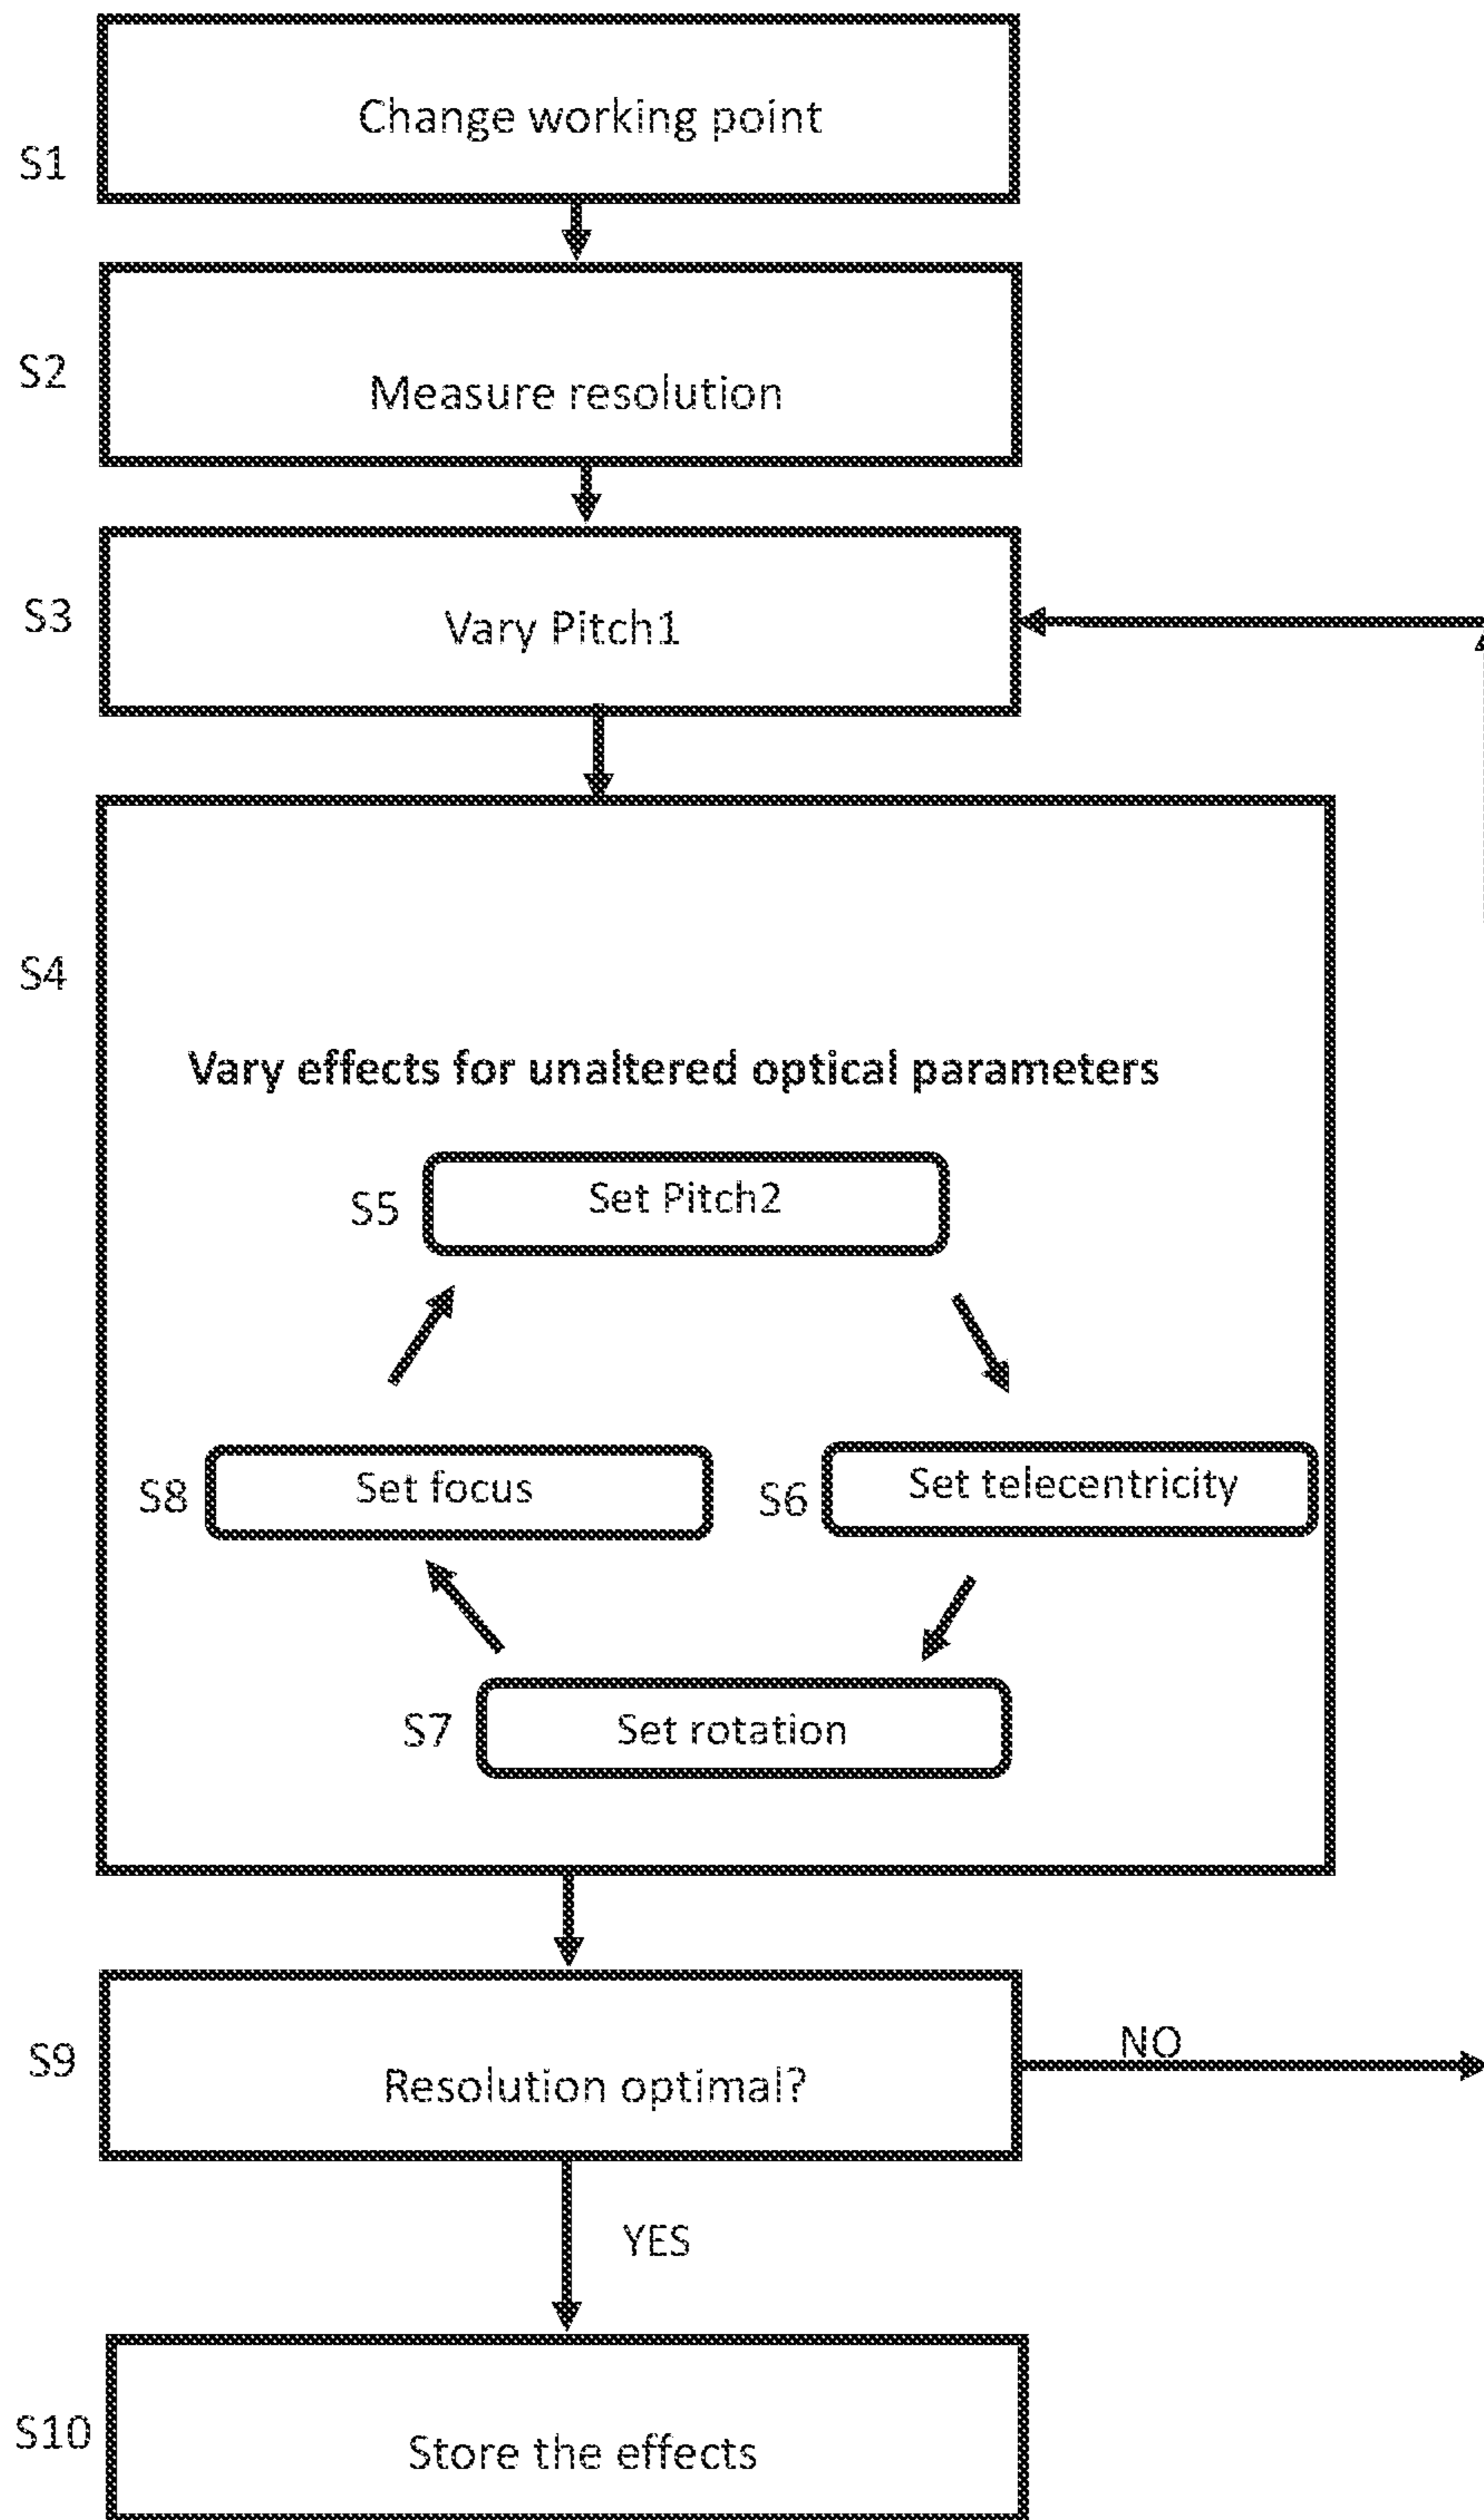 Change working point
S1
S2
Measure resolution
S3
Vary Pitch1
S4
Vary effects for unaltered optical parameters
S5
Set Pitch2
S8
Set focus
S6
Set telecentricity
S7
Set rotation
S9
Resolution optimal?
NO
YES
S10
Store the effects